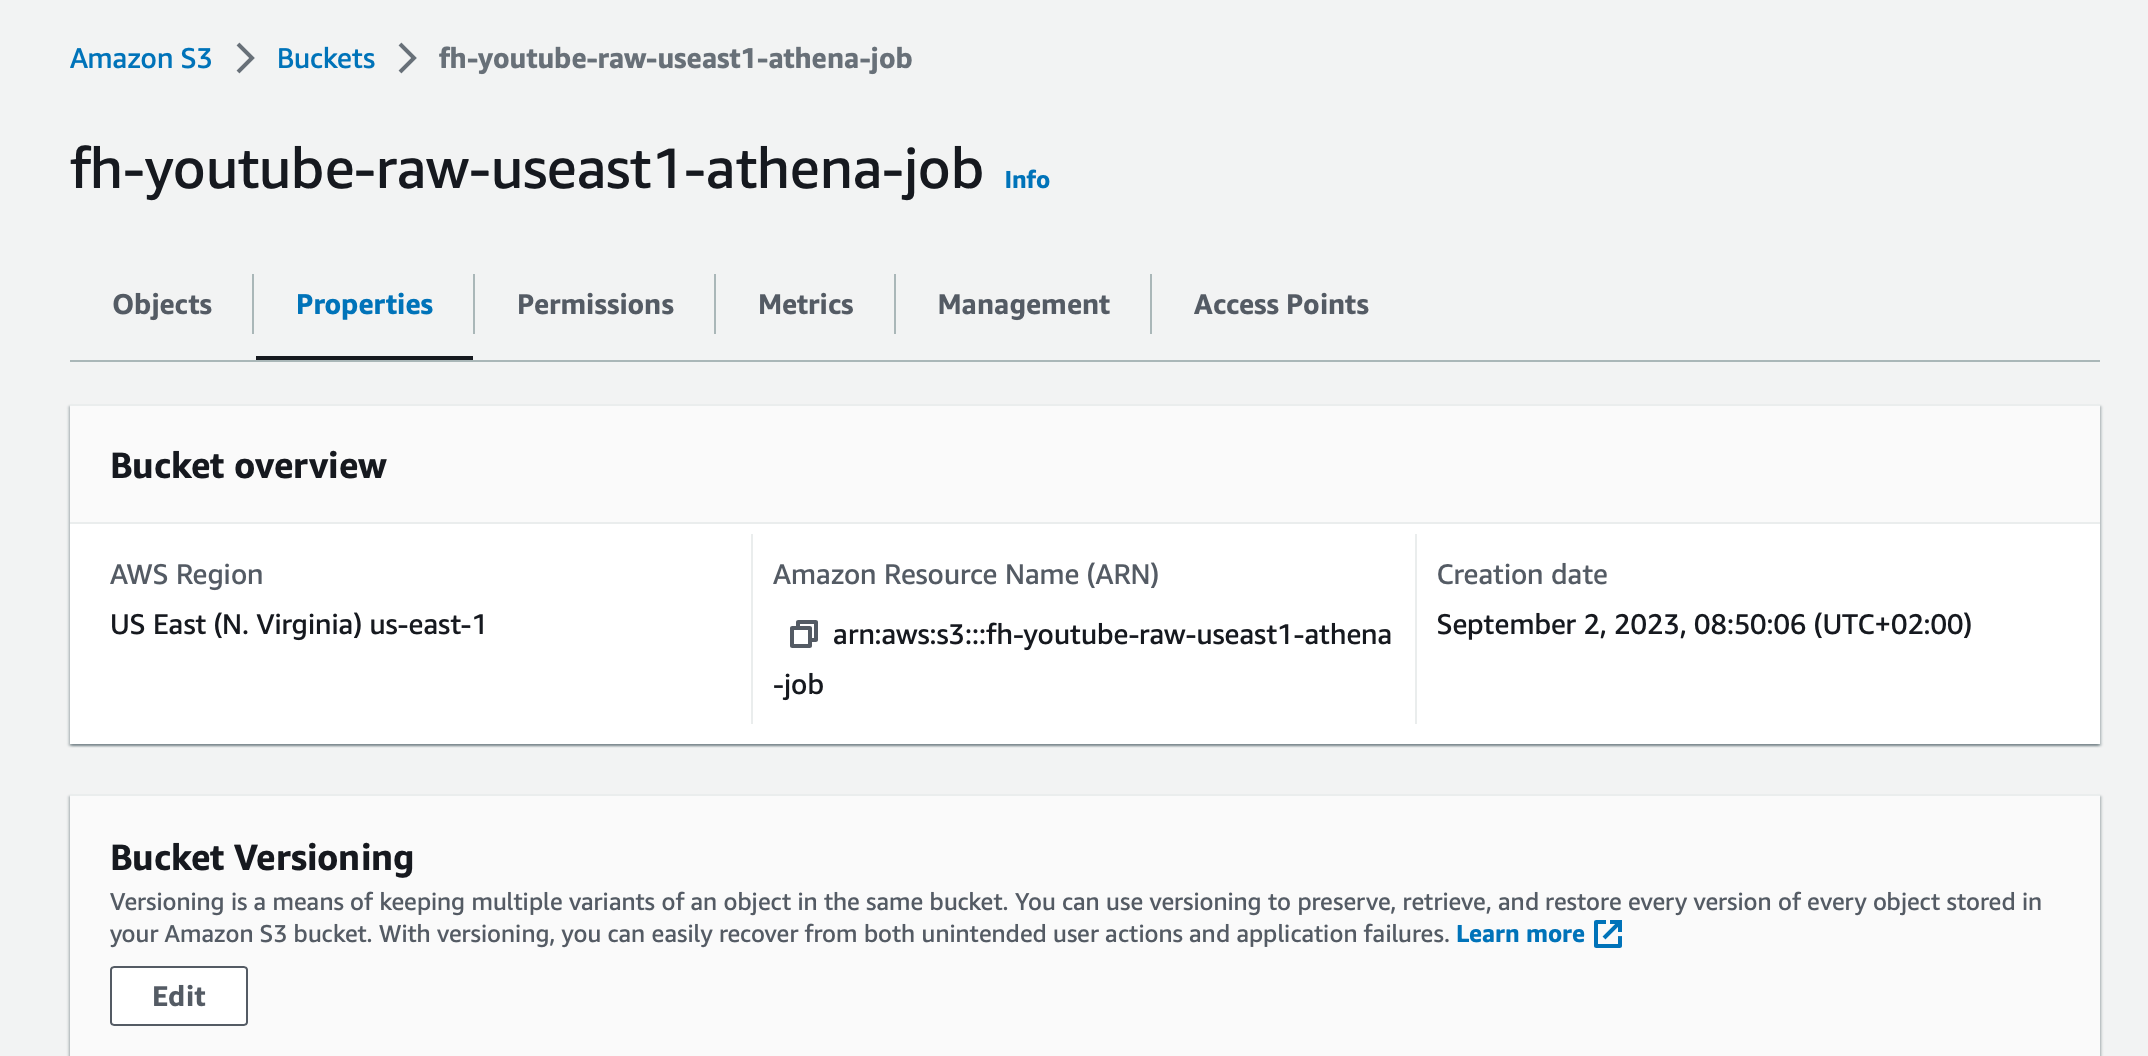 Amazon S3 > Buckets > fh-youtube-raw-useast1-athena-job
fh-youtube-raw-useast1-athena-job Info
Objects Properties Permissions Metrics Management Access Points
Bucket overview
AWS Region
US East (N. Virginia) us-east-1
Amazon Resource Name (ARN)
arn:aws:s3:::fh-youtube-raw-useast1-athena
-job
Creation date
September 2, 2023, 08:50:06 (UTC+02:00)
Bucket Versioning
Versioning is a means of keeping multiple variants of an object in the same bucket. You can use versioning to preserve, retrieve, and restore every version of every object stored in
your Amazon S3 bucket. With versioning, you can easily recover from both unintended user actions and application failures. Learn more
Edit